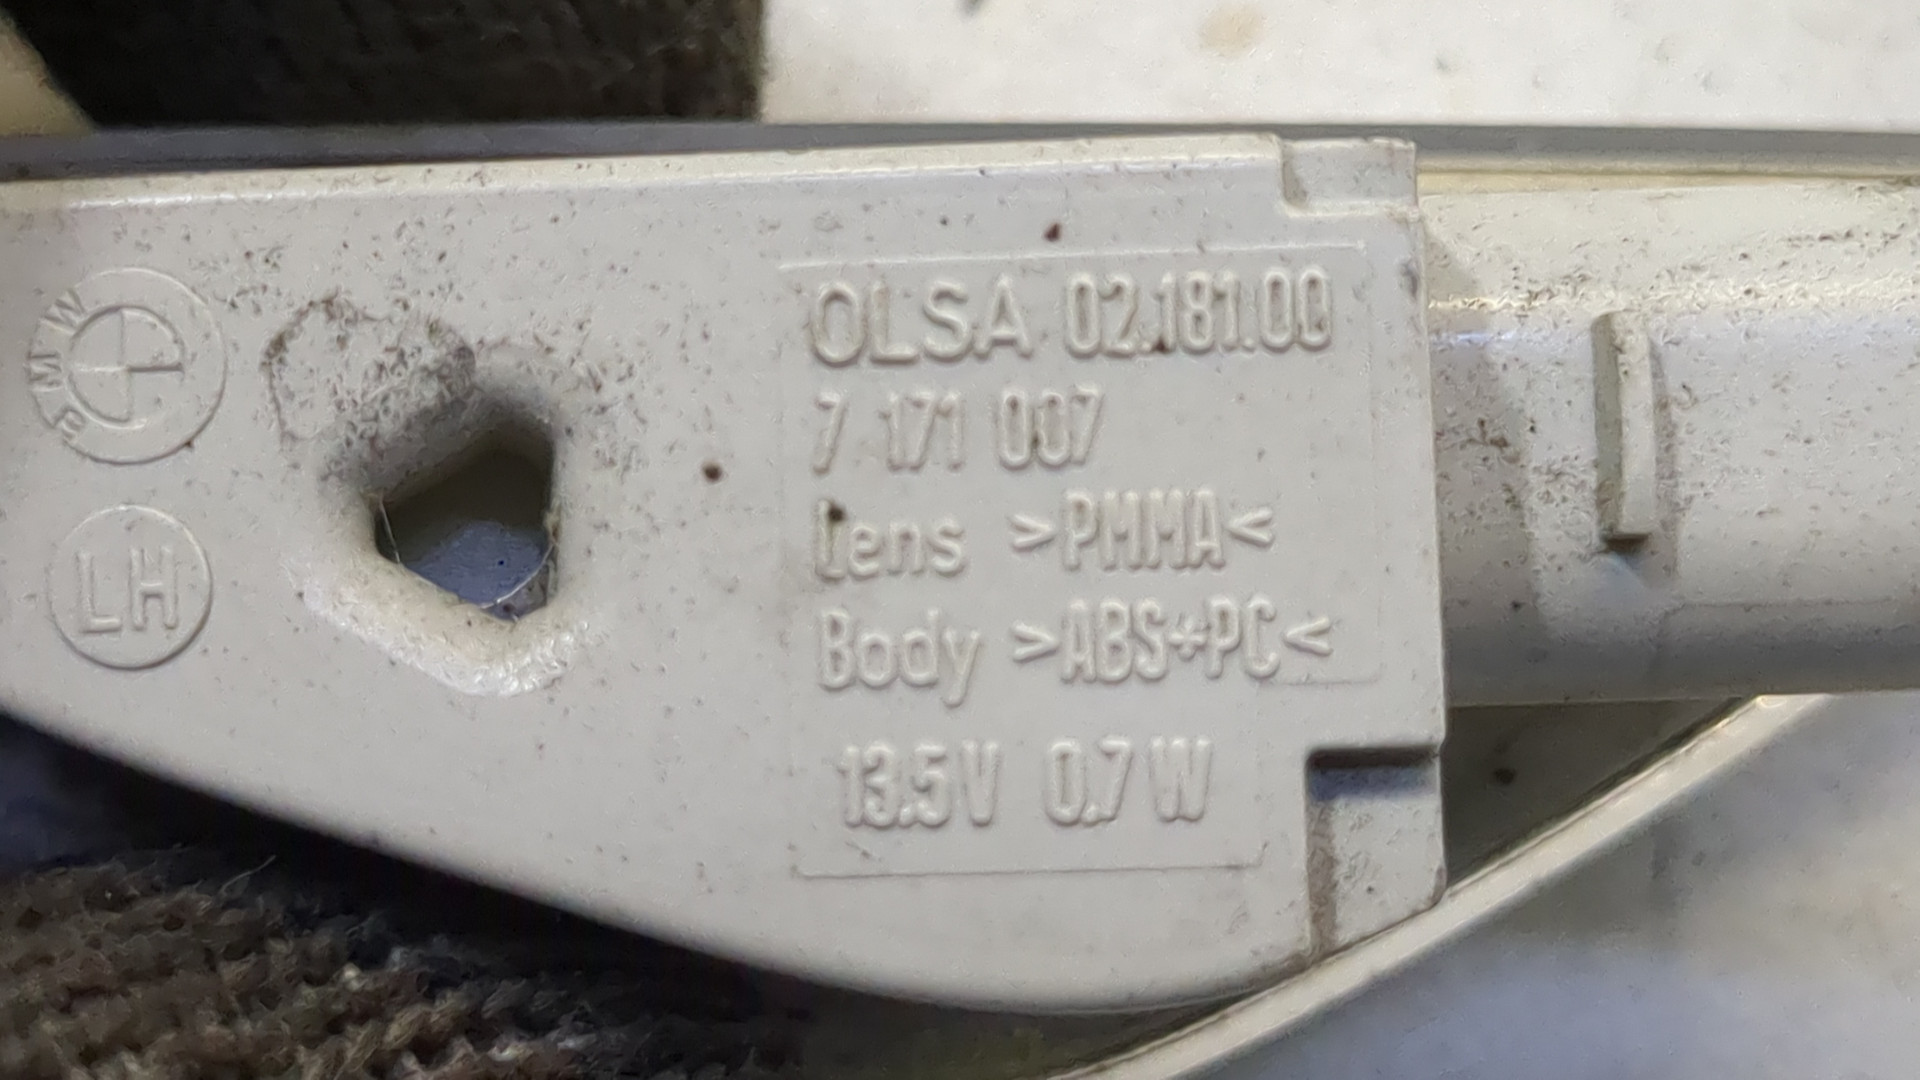 BMW
LH
OLSA 02.181.00
7 171 007
Lens >PMMA<
Body >ABS+PC<
13.5V 0.7W